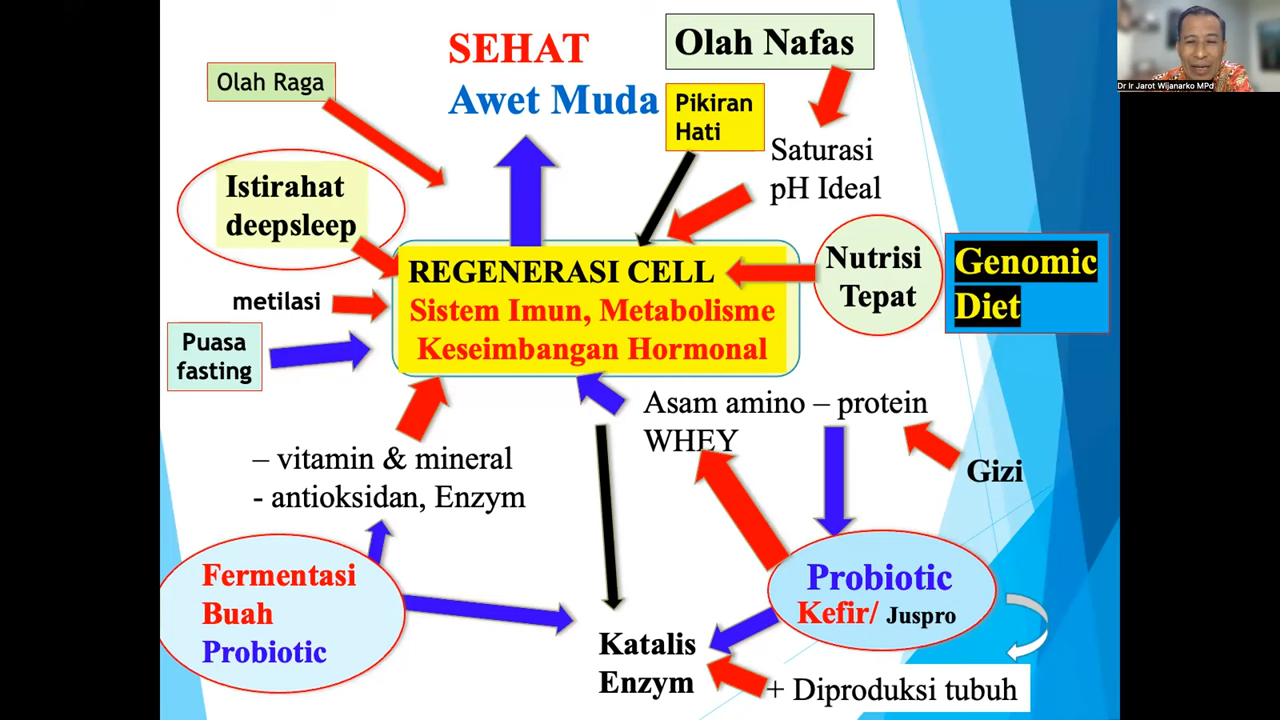 SEHAT
Awet Muda
Olah Nafas
Dr Ir Jarot Wijanarko MPd
Olah Raga
Pikiran
Hati
Saturasi
pH Ideal
Istirahat
deepsleep
Nutrisi
Tepat
Genomic
Diet
REGENERASI CELL
Sistem Imun, Metabolisme
Keseimbangan Hormonal
metilasi
Puasa
fasting
Asam amino – protein
WHEY
Gizi
– vitamin & mineral
- antioksidan, Enzym
Fermentasi
Buah
Probiotic
Probiotic
Kefir/ Juspro
Katalis
Enzym
+ Diproduksi tubuh